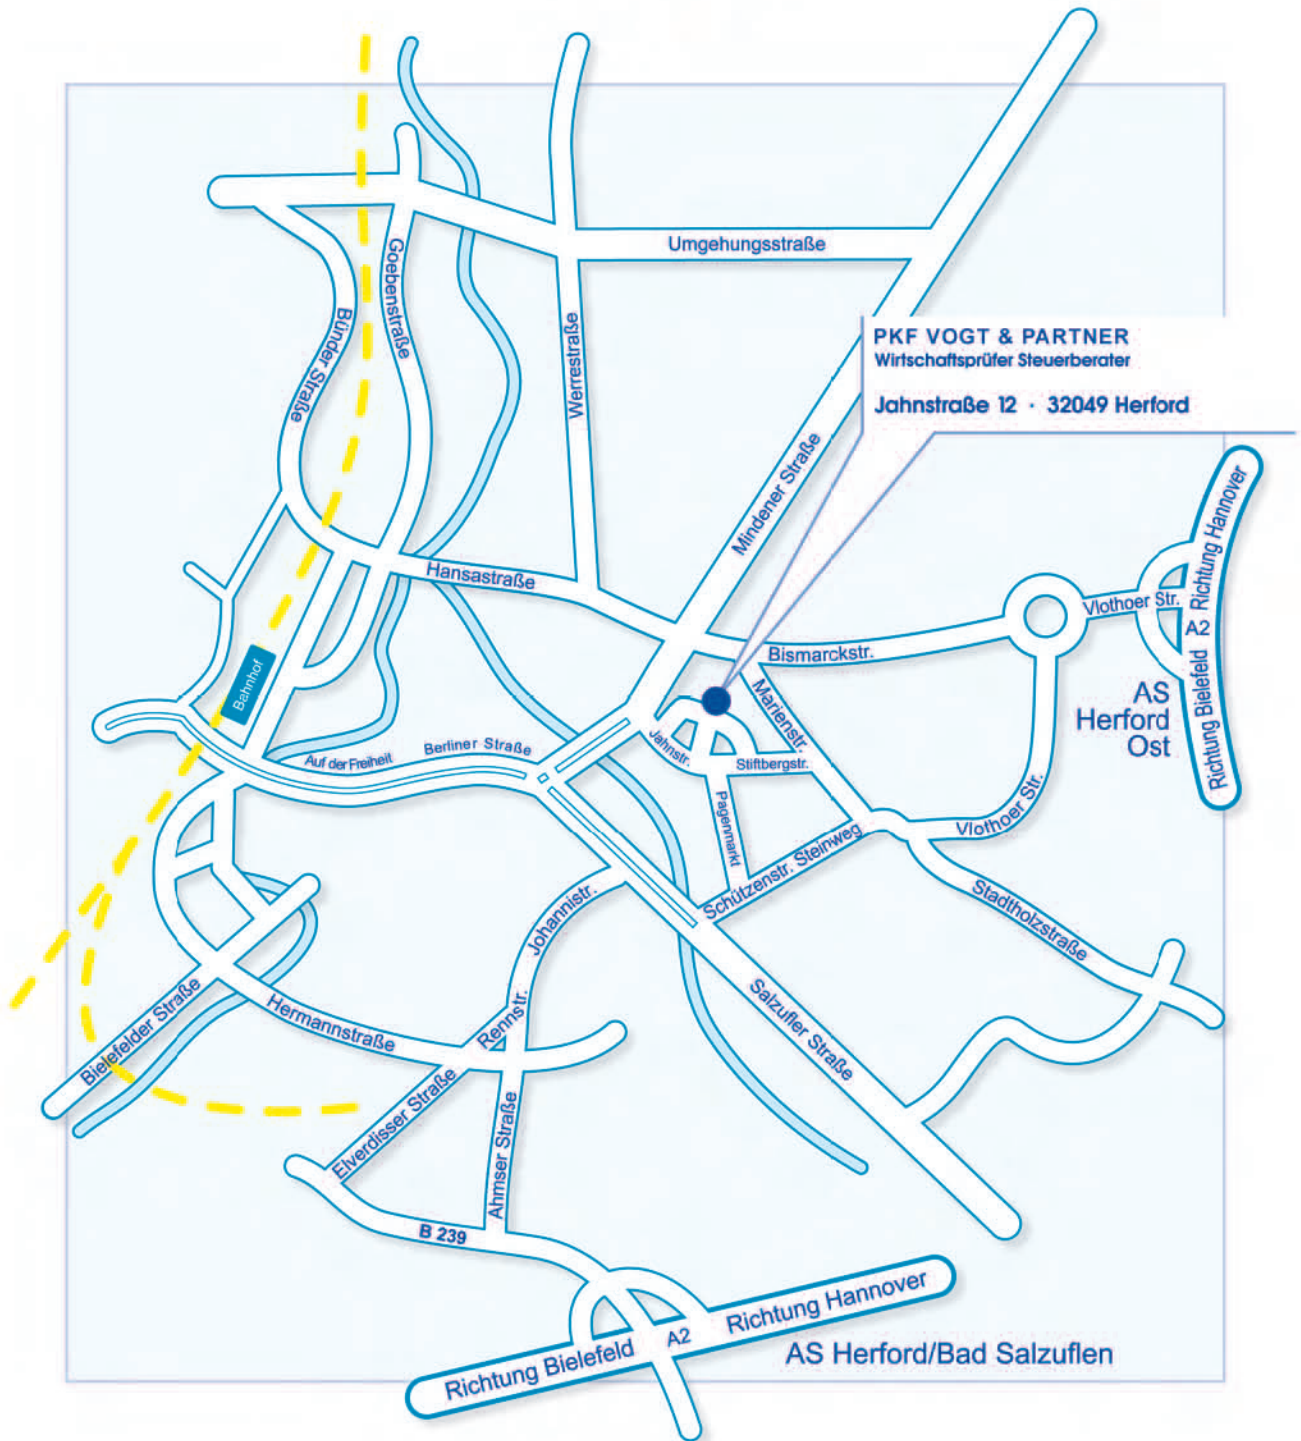 Umgehungsstraße
Goebenstraße
Bünder Straße
Werrestraße
PKF VOGT & PARTNER
Wirtschaftsprüfer Steuerberater
Jahnstraße 12 · 32049 Herford
Mindener Straße
Richtung Hannover
A2
Richtung Bielefeld
Hansastraße
Vlothoer Str.
Bismarckstr.
Bahnhof
AS
Herford
Ost
Marienstr.
Jahnstr.
Stiftbergstr.
Auf der Freiheit
Berliner Straße
Pagenmarkt
Vlothoer Str.
Schützenstr. Steinweg
Stadtholzstraße
Johannistr.
Salzufler Straße
Bielefelder Straße
Hermannstraße
Rennstr.
Elverdisser Straße
Ahmser Straße
B 239
Richtung Bielefeld A2 Richtung Hannover
AS Herford/Bad Salzuflen